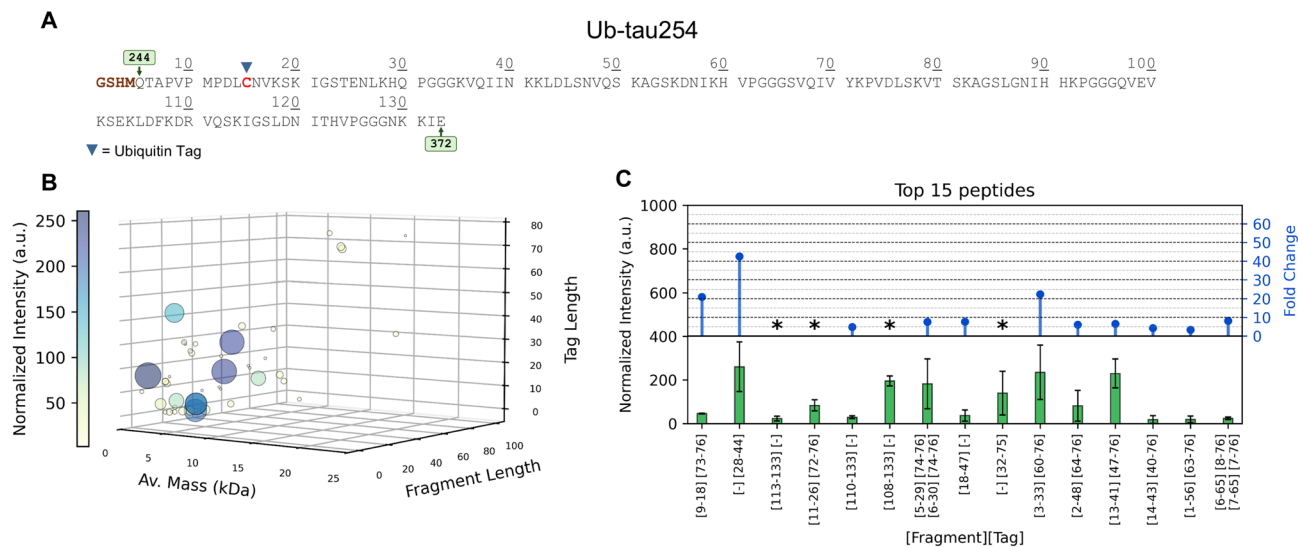 A
Ub-tau254
244
10 20 30 40 50 60 70 80 90 100
GSHMQTAPVP MPDLCNVKSK IGSTENLKHQ PGGGKVQIIN KKLDLSNVQS KAGSKDNIKH VPGGGSVQIV YKPVDLSKVT SKAGSLGNIH HKPGGGQVEV
110 120 130
KSEKLDFKDR VQSKIGSLDN ITHVPGGGNK KIE
372
= Ubiquitin Tag
B
Normalized Intensity (a.u.)
250
200
150
100
50
80
70
60
50
40
30
20
10
0
Tag Length
0 5 10 15 20 25
Av. Mass (kDa)
0 20 40 60 80 100
Fragment Length
C
Top 15 peptides
Normalized Intensity (a.u.)
1000
800
600
400
200
0
60
50
40
30
20
10
0
Fold Change
* * * *
[9-18] [73-76]
[-] [28-44]
[113-133] [-]
[11-26] [72-76]
[110-133] [-]
[108-133] [-]
[5-29] [74-76]
[6-30] [74-76]
[18-47] [-]
[-] [32-75]
[3-33] [60-76]
[2-48] [64-76]
[13-41] [47-76]
[14-43] [40-76]
[1-56] [63-76]
[6-65] [8-76]
[7-65] [7-76]
[Fragment][Tag]